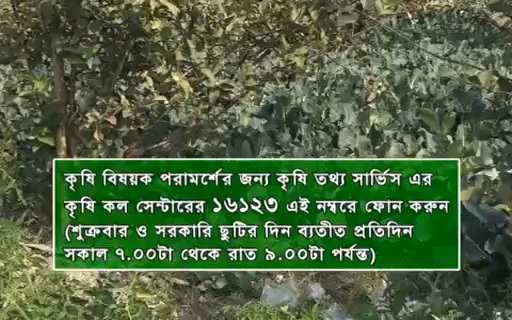 কৃষি বিষয়ক পরামর্শের জন্য কৃষি তথ্য সার্ভিস এর
কৃষি কল সেন্টারের ১৬১২৩ এই নম্বরে ফোন করুন
(শুক্রবার ও সরকারি ছুটির দিন ব্যতীত প্রতিদিন
সকাল ৭.০০টা থেকে রাত ৯.০০টা পর্যন্ত)